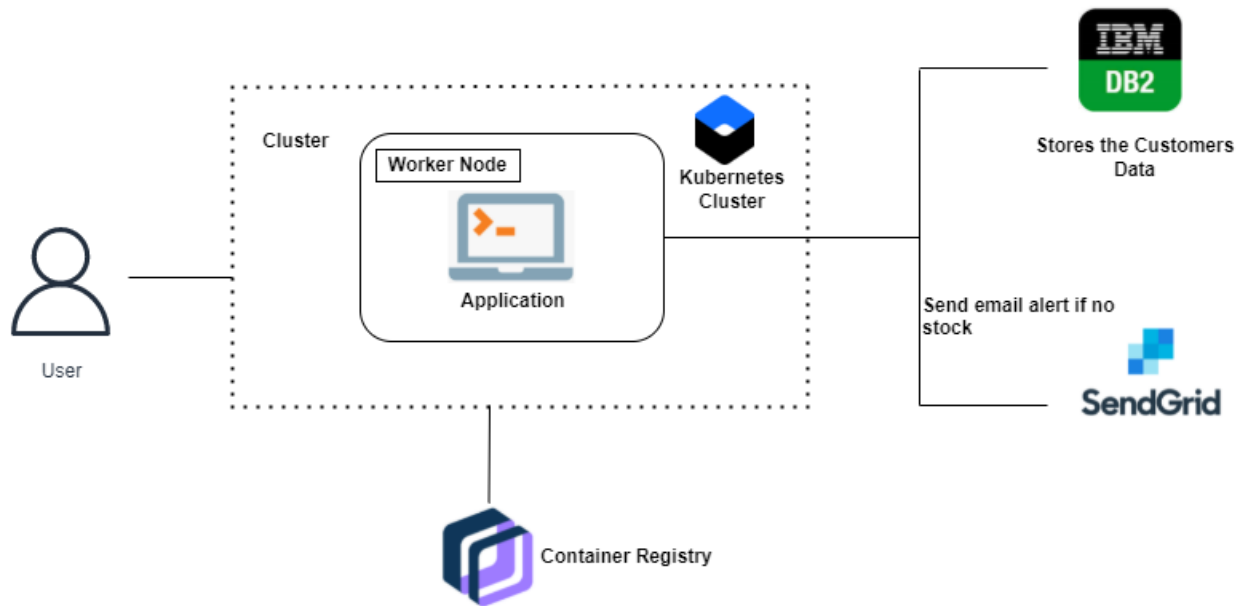 IBM
DB2
Stores the Customers
Data
Cluster
Worker Node
Kubernetes
Cluster
Application
User
Send email alert if no
stock
SendGrid
Container Registry